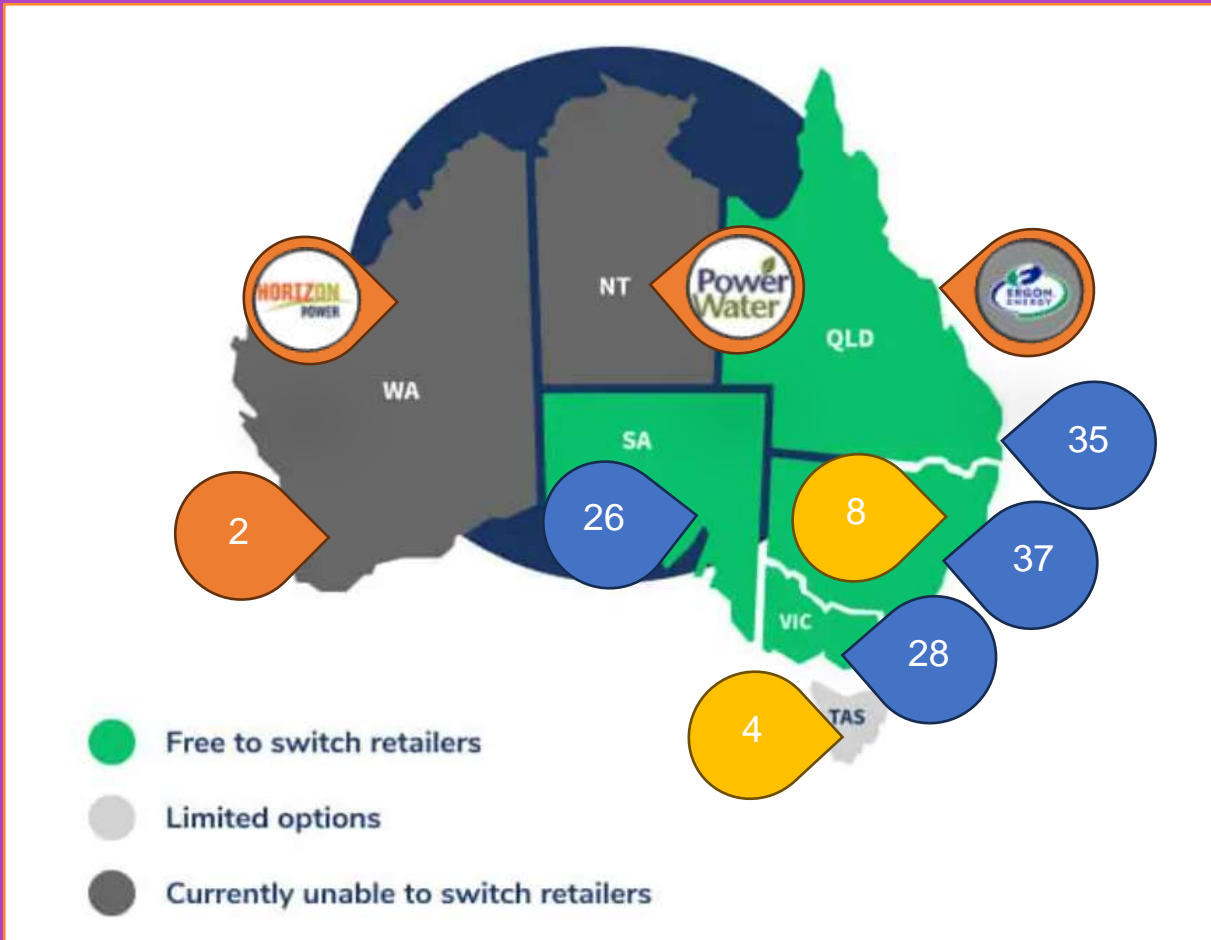 HORIZON
POWER
NT
Power
Water
ERGON
ENERGY
QLD
WA
SA
35
26
8
2
37
VIC
28
TAS
4
Free to switch retailers
Limited options
Currently unable to switch retailers